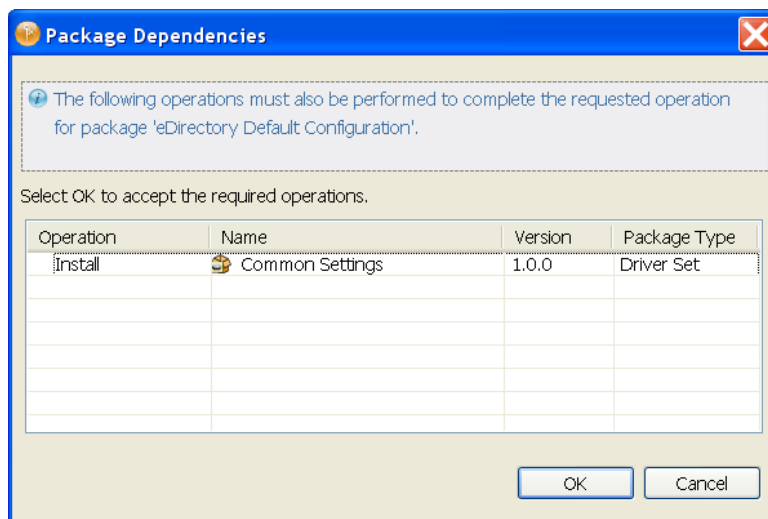 Package Dependencies
The following operations must also be performed to complete the requested operation
for package 'eDirectory Default Configuration'.
Select OK to accept the required operations.
Operation Name Version Package Type
Install Common Settings 1.0.0 Driver Set
OK Cancel